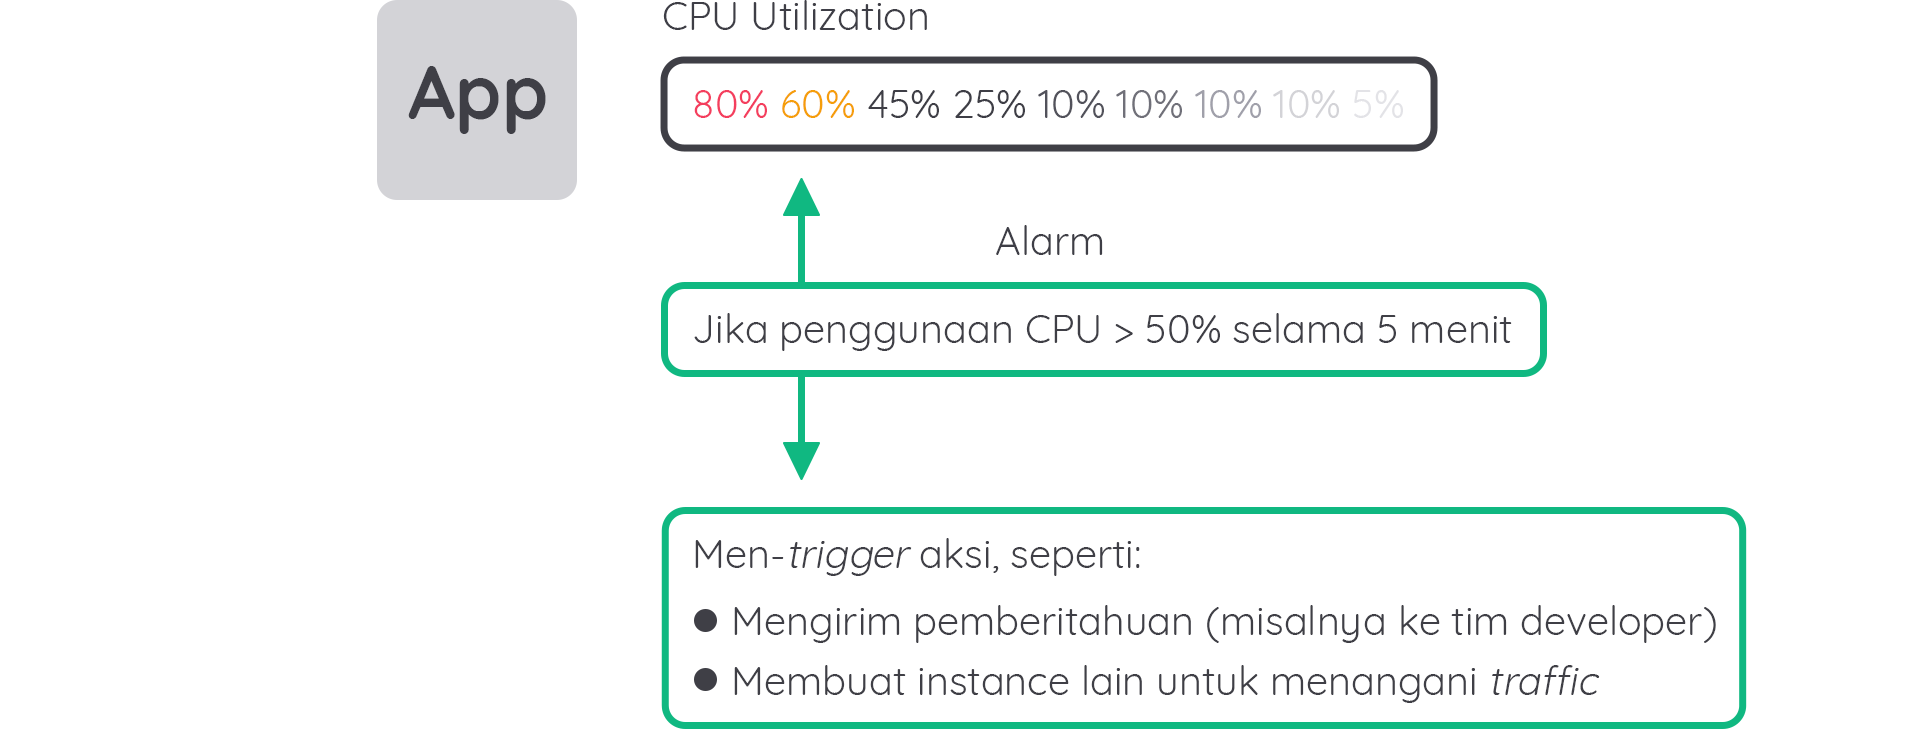 App
CPU Utilization
80% 60% 45% 25% 10% 10% 10% 10% 5%
Alarm
Jika penggunaan CPU > 50% selama 5 menit
Men-trigger aksi, seperti:
● Mengirim pemberitahuan (misalnya ke tim developer)
● Membuat instance lain untuk menangani traffic